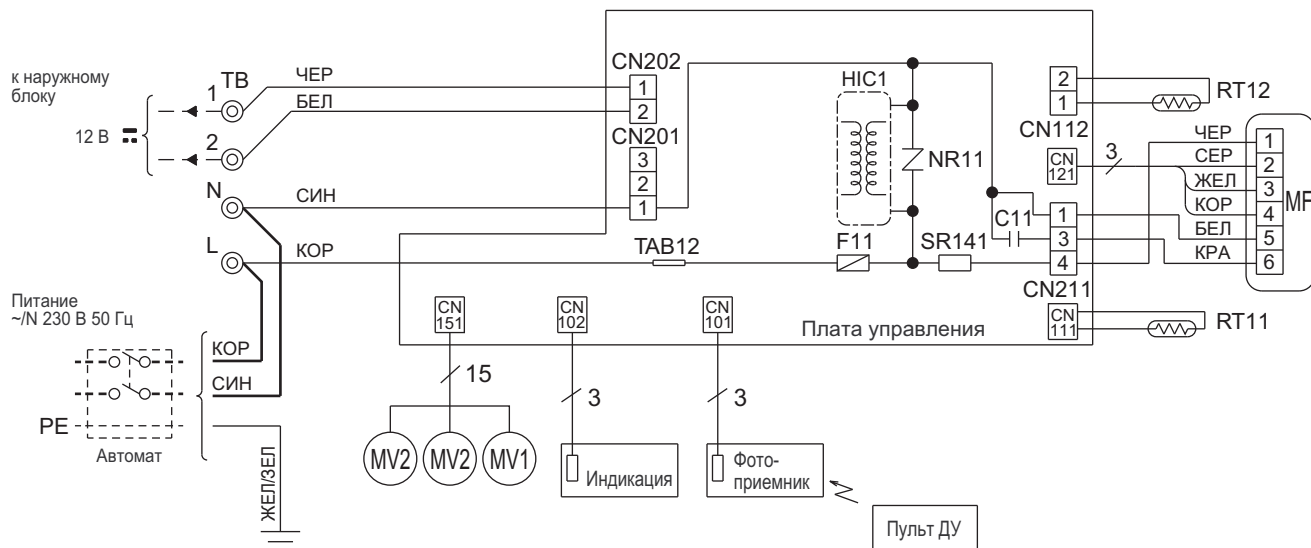 к наружному
блоку
TB
1
2
12 В
N
L
ЧЕР
БЕЛ
СИН
КОР
CN202
1
2
CN201
3
2
1
HIC1
NR11
TAB12
F11
SR141
C11
2
1
CN112
RT12
CN
121
3
1
3
4
CN211
CN
111
RT11
ЧЕР
СЕР
ЖЕЛ
КОР
БЕЛ
КРА
1
2
3
4
5
6
MF
Питание
~/N 230 В 50 Гц
КОР
СИН
PE
Автомат
ЖЕЛ/ЗЕЛ
CN
151
CN
102
CN
101
Плата управления
15
3
3
MV2
MV2
MV1
Индикация
Фото-
приемник
Пульт ДУ